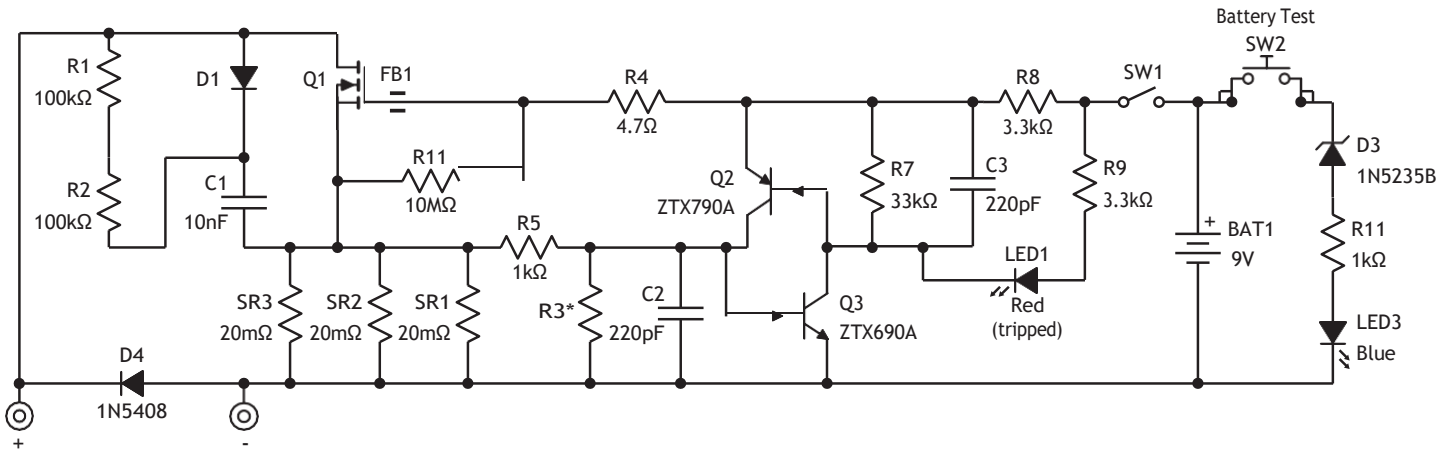 Battery Test
SW2
R1
100kΩ
D1
Q1
FB1
R4
4.7Ω
R8
3.3kΩ
SW1
D3
1N5235B
R2
100kΩ
C1
10nF
R11
10MΩ
Q2
ZTX790A
R7
33kΩ
C3
220pF
R9
3.3kΩ
R5
1kΩ
+
BAT1
9V
R11
1kΩ
SR3
20mΩ
SR2
20mΩ
SR1
20mΩ
R3*
C2
220pF
Q3
ZTX690A
LED1
Red
(tripped)
LED3
Blue
D4
1N5408
+
-